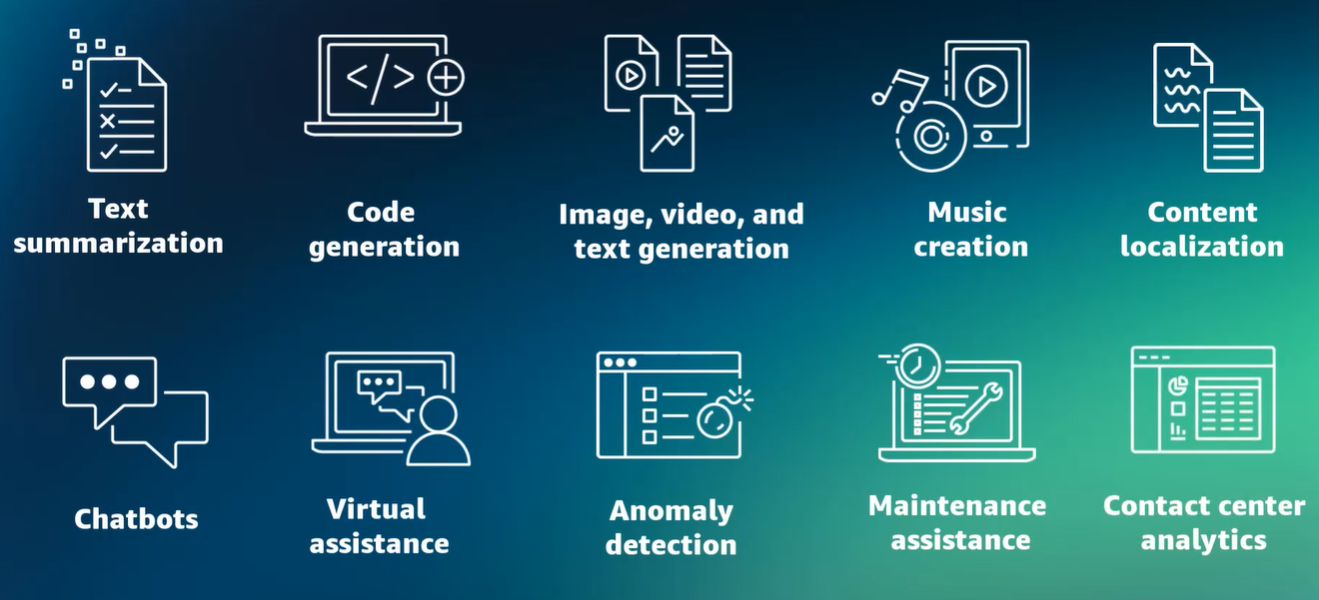 Text
summarization
Code
generation
Image, video, and
text generation
Music
creation
Content
localization
Chatbots
Virtual
assistance
Anomaly
detection
Maintenance
assistance
Contact center
analytics